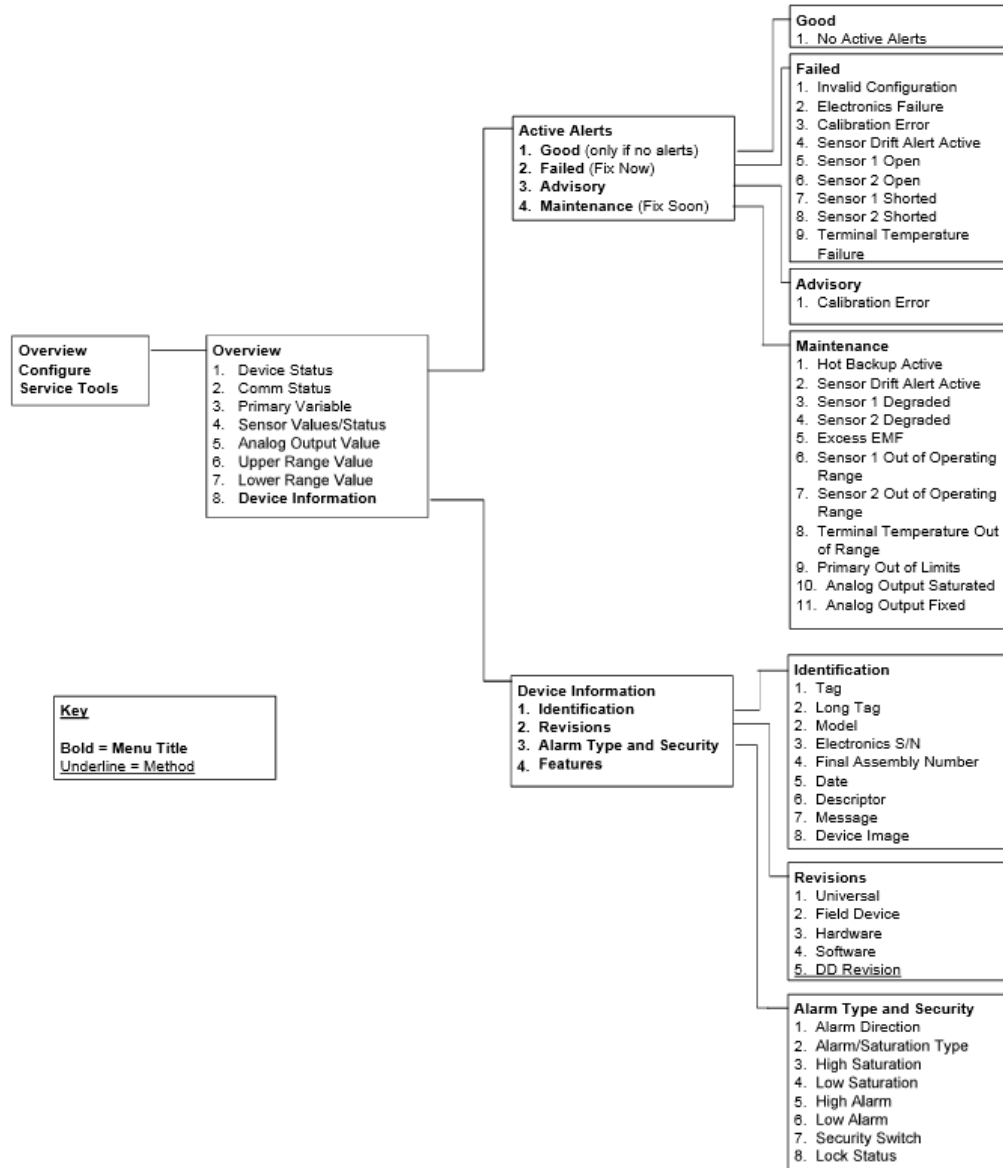 Good
1. No Active Alerts
Failed
1. Invalid Configuration
2. Electronics Failure
3. Calibration Error
4. Sensor Drift Alert Active
5. Sensor 1 Open
6. Sensor 2 Open
7. Sensor 1 Shorted
8. Sensor 2 Shorted
9. Terminal Temperature
Failure
Active Alerts
1. Good (only if no alerts)
2. Failed (Fix Now)
3. Advisory
4. Maintenance (Fix Soon)
Advisory
1. Calibration Error
Overview
Configure
Service Tools
Overview
1. Device Status
2. Comm Status
3. Primary Variable
4. Sensor Values/Status
5. Analog Output Value
6. Upper Range Value
7. Lower Range Value
8. Device Information
Maintenance
1. Hot Backup Active
2. Sensor Drift Alert Active
3. Sensor 1 Degraded
4. Sensor 2 Degraded
5. Excess EMF
6. Sensor 1 Out of Operating
Range
7. Sensor 2 Out of Operating
Range
8. Terminal Temperature Out
of Range
9. Primary Out of Limits
10. Analog Output Saturated
11. Analog Output Fixed
Key
Bold = Menu Title
Underline = Method
Device Information
1. Identification
2. Revisions
3. Alarm Type and Security
4. Features
Identification
1. Tag
2. Long Tag
2. Model
3. Electronics S/N
4. Final Assembly Number
5. Date
6. Descriptor
7. Message
8. Device Image
Revisions
1. Universal
2. Field Device
3. Hardware
4. Software
5. DD Revision
Alarm Type and Security
1. Alarm Direction
2. Alarm/Saturation Type
3. High Saturation
4. Low Saturation
5. High Alarm
6. Low Alarm
7. Security Switch
8. Lock Status